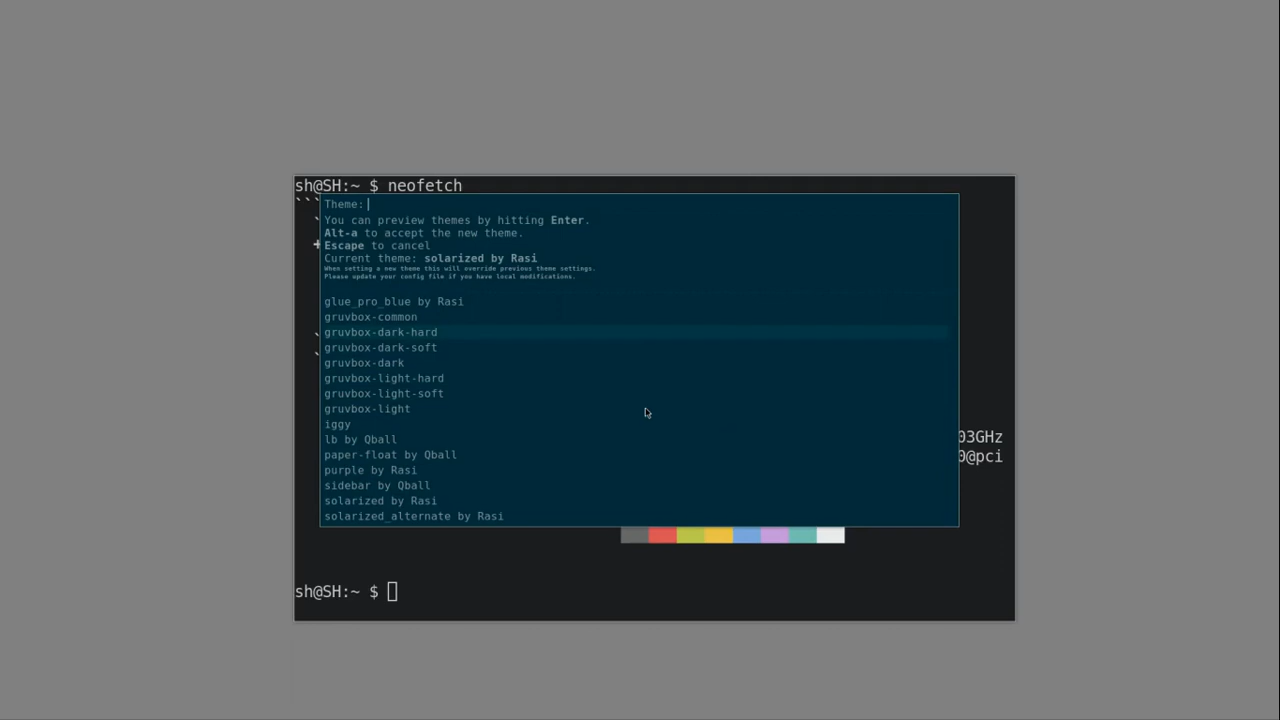 sh@SH:~ $ neofetch
```
Theme:
`
You can preview themes by hitting Enter.
Alt-a to accept the new theme.
+
Escape to cancel
Current theme: solarized by Rasi
When setting a new theme this will override previous theme settings.
Please update your config file if you have local modifications.
glue_pro_blue by Rasi
gruvbox-common
gruvbox-dark-hard
`
gruvbox-dark-soft
`
gruvbox-dark
gruvbox-light-hard
gruvbox-light-soft
gruvbox-light
iggy
03GHz
lb by Qball
paper-float by Qball
0@pci
purple by Rasi
sidebar by Qball
solarized by Rasi
solarized_alternate by Rasi
sh@SH:~ $